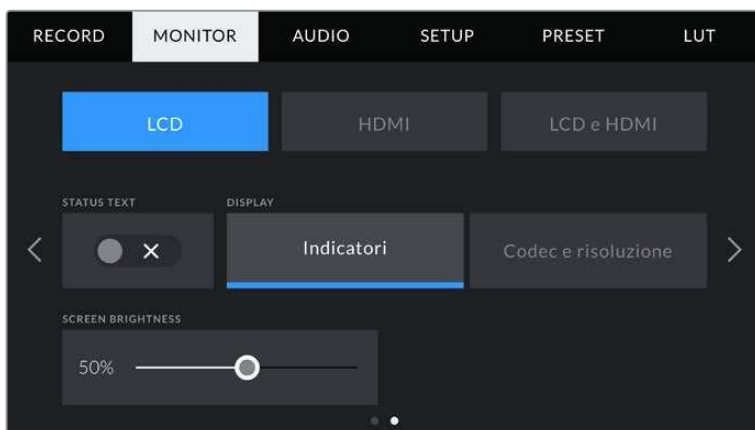 RECORD MONITOR AUDIO SETUP PRESET LUT
LCD HDMI LCD e HDMI
STATUS TEXT DISPLAY
Indicatori Codec e risoluzione
SCREEN BRIGHTNESS
50%